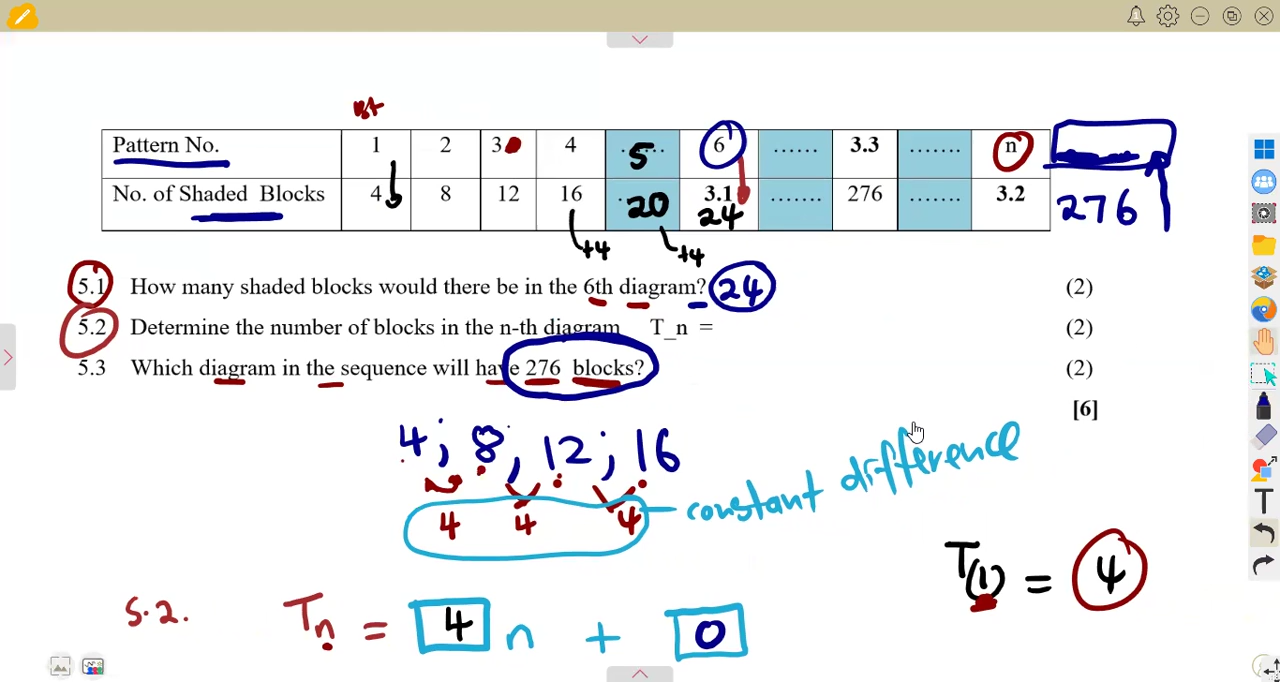 1st
Pattern No. 1 2 3 4 5 6 ....... 3.3 ....... n
No. of Shaded Blocks 4 8 12 16 20 3.1 24 ....... 276 ....... 3.2 276
+4 +4
5.1 How many shaded blocks would there be in the 6th diagram? 24 (2)
5.2 Determine the number of blocks in the n-th diagram T_n = (2)
5.3 Which diagram in the sequence will have 276 blocks? (2)
[6]
4; 8; 12; 16
4 4 4 constant difference
T(1) = 4
5.2. Tn = 4 n + 0